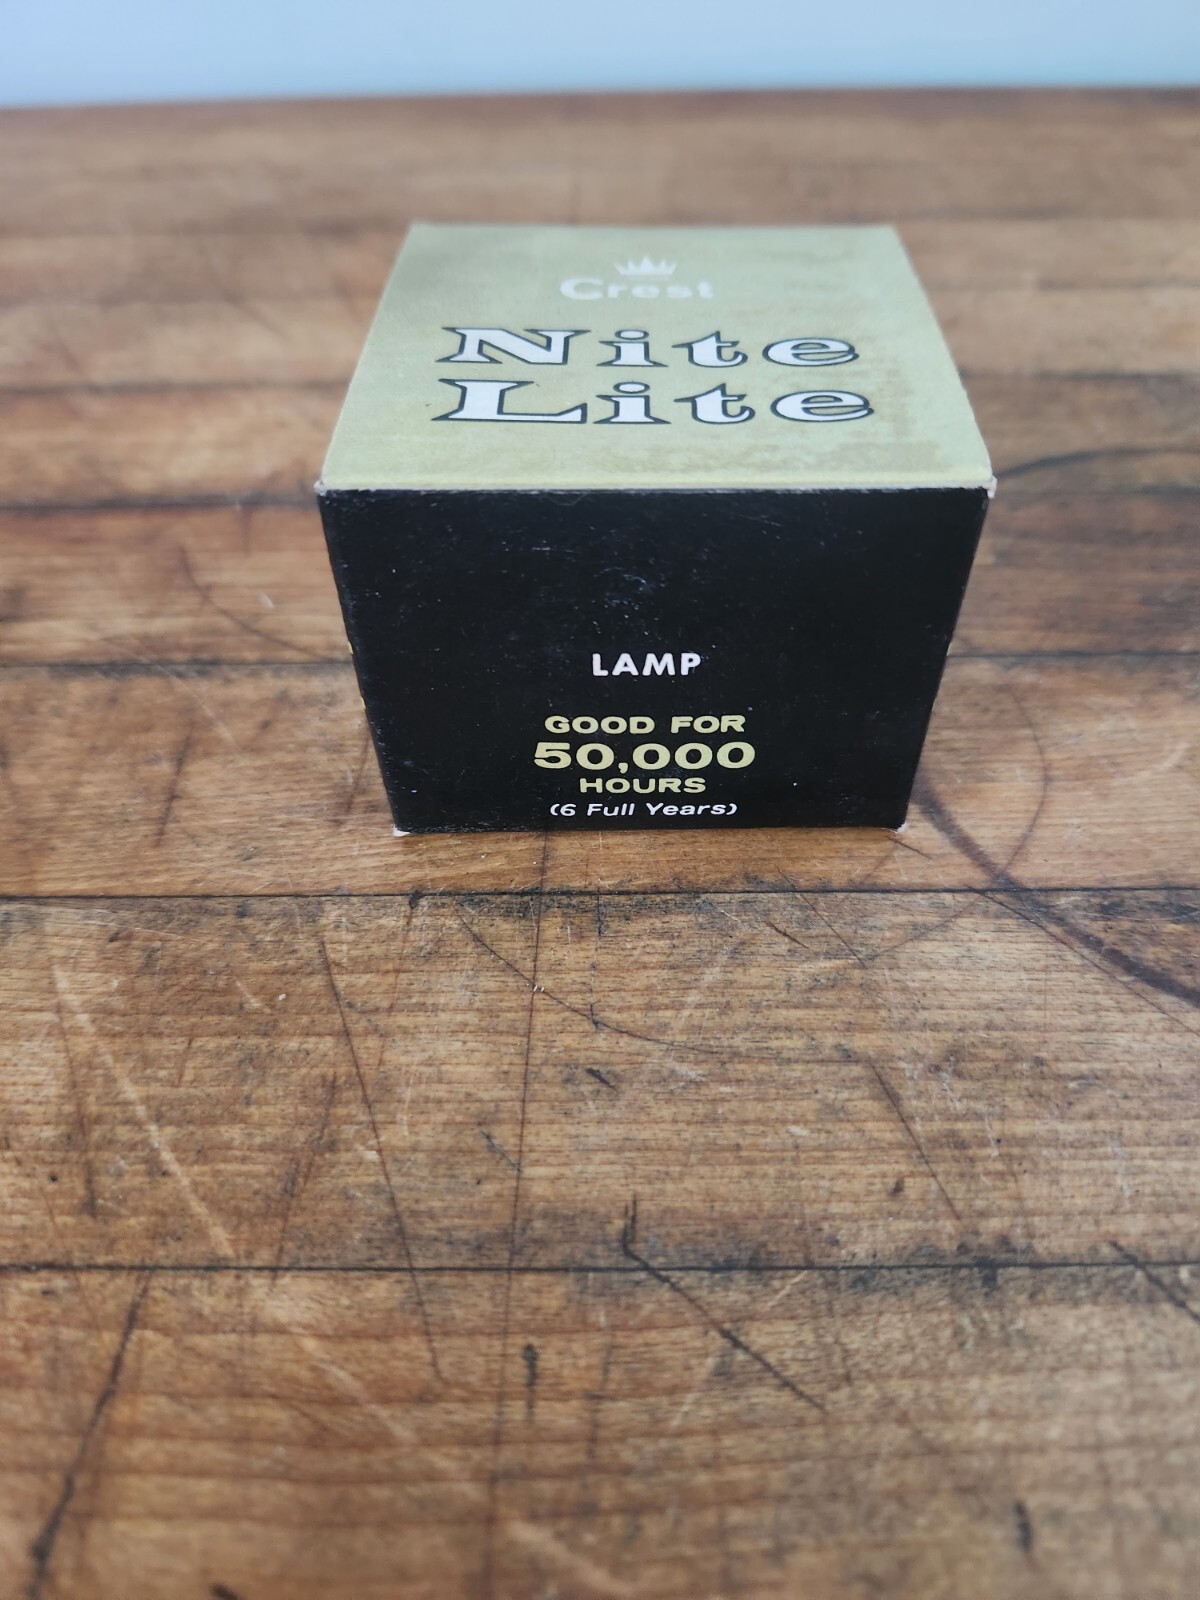 Crest
Nite
Lite
LAMP
GOOD FOR
50,000
HOURS
(6 Full Years)